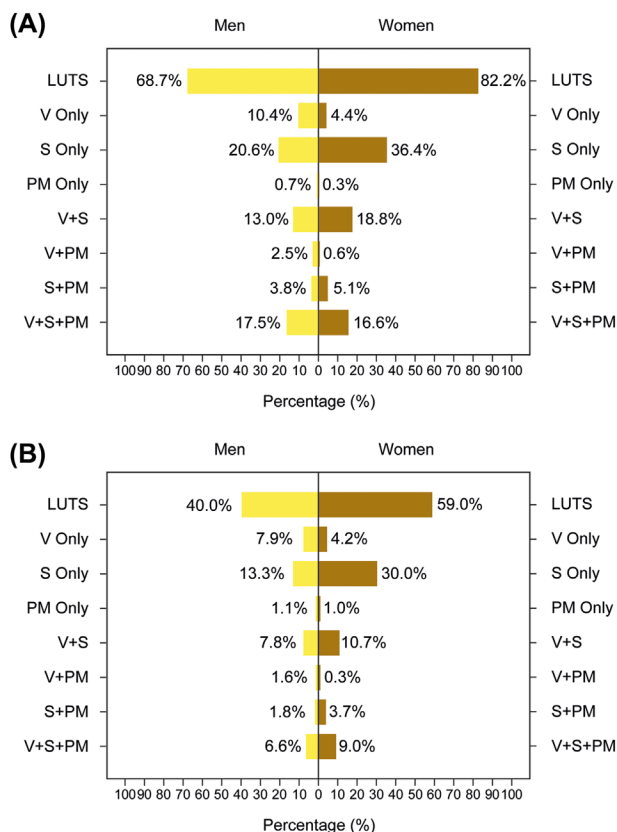 (A)
Men Women
LUTS 68.7% 82.2% LUTS
V Only 10.4% 4.4% V Only
S Only 20.6% 36.4% S Only
PM Only 0.7% 0.3% PM Only
V+S 13.0% 18.8% V+S
V+PM 2.5% 0.6% V+PM
S+PM 3.8% 5.1% S+PM
V+S+PM 17.5% 16.6% V+S+PM
100 90 80 70 60 50 40 30 20 10 0 10 20 30 40 50 60 70 80 90 100
Percentage (%)
(B)
Men Women
LUTS 40.0% 59.0% LUTS
V Only 7.9% 4.2% V Only
S Only 13.3% 30.0% S Only
PM Only 1.1% 1.0% PM Only
V+S 7.8% 10.7% V+S
V+PM 1.6% 0.3% V+PM
S+PM 1.8% 3.7% S+PM
V+S+PM 6.6% 9.0% V+S+PM
100 90 80 70 60 50 40 30 20 10 0 10 20 30 40 50 60 70 80 90 100
Percentage (%)